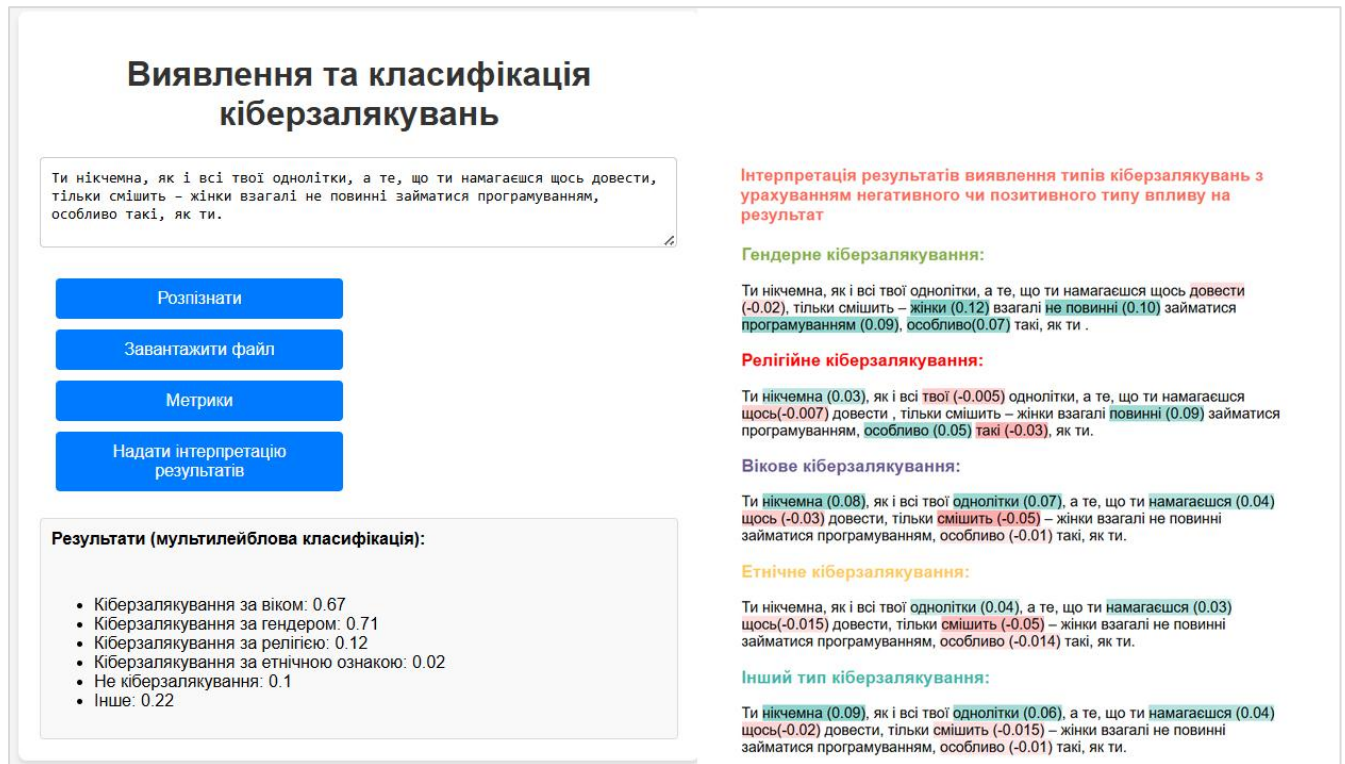 Виявлення та класифікація
кіберзалякувань
Ти нікчемна, як і всі твої однолітки, а те, що ти намагаєшся щось довести,
тільки смішить – жінки взагалі не повинні займатися програмуванням,
особливо такі, як ти.
Розпізнати
Завантажити файл
Метрики
Надати інтерпретацію
результатів
Результати (мультилейблова класифікація):
• Кіберзалякування за віком: 0.67
• Кіберзалякування за гендером: 0.71
• Кіберзалякування за релігією: 0.12
• Кіберзалякування за етнічною ознакою: 0.02
• Не кіберзалякування: 0.1
• Інше: 0.22
Інтерпретація результатів виявлення типів кіберзалякувань з
урахуванням негативного чи позитивного типу впливу на
результат
Гендерне кіберзалякування:
Ти нікчемна, як і всі твої однолітки, а те, що ти намагаєшся щось довести
(-0.02), тільки смішить – жінки (0.12) взагалі не повинні (0.10) займатися
програмуванням (0.09), особливо(0.07) такі, як ти .
Релігійне кіберзалякування:
Ти нікчемна (0.03), як і всі твої (-0.005) однолітки, а те, що ти намагаєшся
щось(-0.007) довести , тільки смішить – жінки взагалі повинні (0.09) займатися
програмуванням, особливо (0.05) такі (-0.03), як ти.
Вікове кіберзалякування:
Ти нікчемна (0.08), як і всі твої однолітки (0.07), а те, що ти намагаєшся (0.04)
щось (-0.03) довести, тільки смішить (-0.05) – жінки взагалі не повинні
займатися програмуванням, особливо (-0.01) такі, як ти.
Етнічне кіберзалякування:
Ти нікчемна, як і всі твої однолітки (0.04), а те, що ти намагаєшся (0.03)
щось(-0.015) довести, тільки смішить (-0.05) – жінки взагалі не повинні
займатися програмуванням, особливо (-0.014) такі, як ти.
Інший тип кіберзалякування:
Ти нікчемна (0.09), як і всі твої однолітки (0.06), а те, що ти намагаєшся (0.04)
щось(-0.02) довести, тільки смішить (-0.015) – жінки взагалі не повинні
займатися програмуванням, особливо (-0.01) такі, як ти.